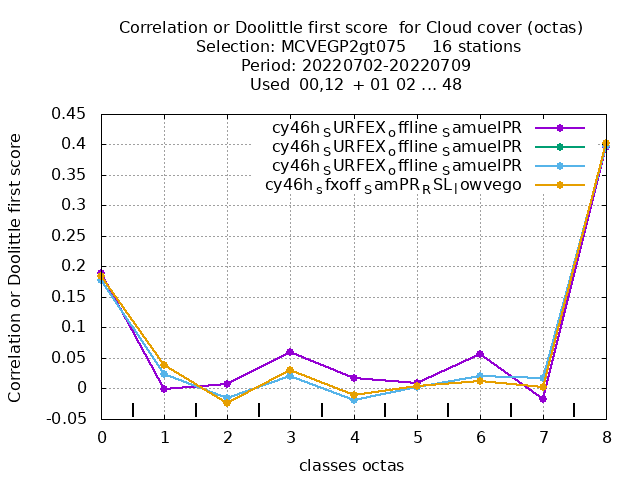 Correlation or Doolittle first score  for Cloud cover (octas)
Selection: MCVEGP2gt075     16 stations
Period: 20220702-20220709
Used  00,12  + 01 02 ... 48
Correlation or Doolittle first score
0.45
0.4
0.35
0.3
0.25
0.2
0.15
0.1
0.05
0
-0.05
cy46h_SURFEX_offline_SamuelPR
cy46h_SURFEX_offline_SamuelPR
cy46h_SURFEX_offline_SamuelPR
cy46h_sfxoff_SamPR_RSL_lowvego
0 1 2 3 4 5 6 7 8
classes octas